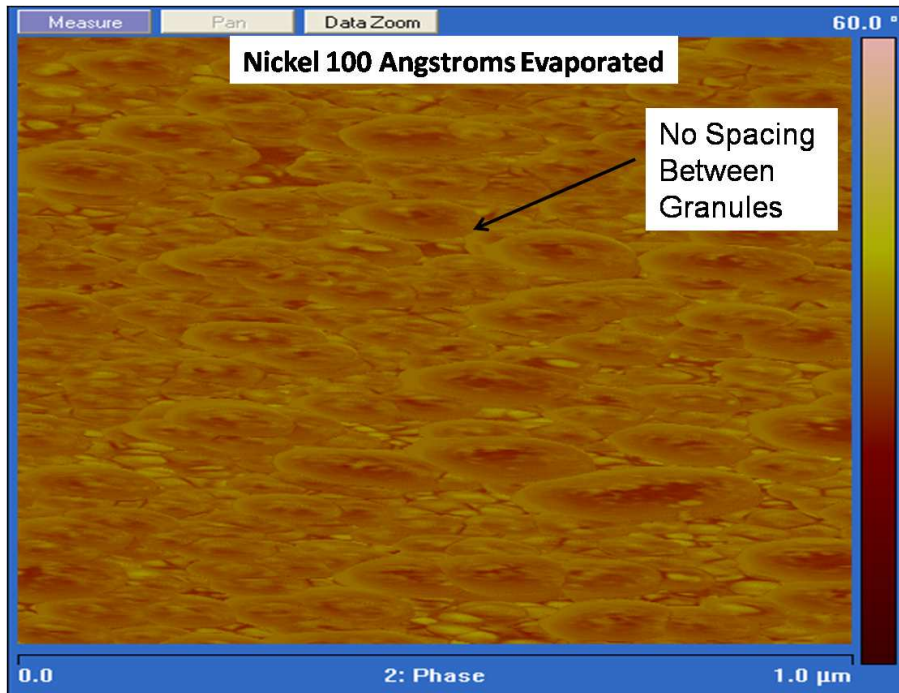 Measure Pan Data Zoom 60.0 °
Nickel 100 Angstroms Evaporated
No Spacing
Between
Granules
0.0 2: Phase 1.0 µm